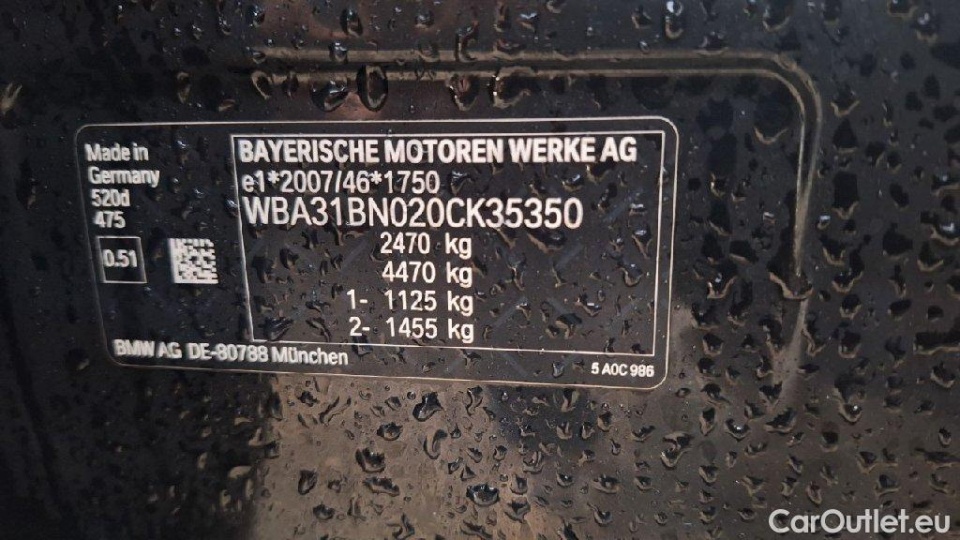 Made in
Germany
520d
475
0.51
BAYERISCHE MOTOREN WERKE AG
e1*2007/46*1750
WBA31BN020CK35350
2470 kg
4470 kg
1- 1125 kg
2- 1455 kg
BMW AG DE-80788 München
5 A0C 986
CarOutlet.eu